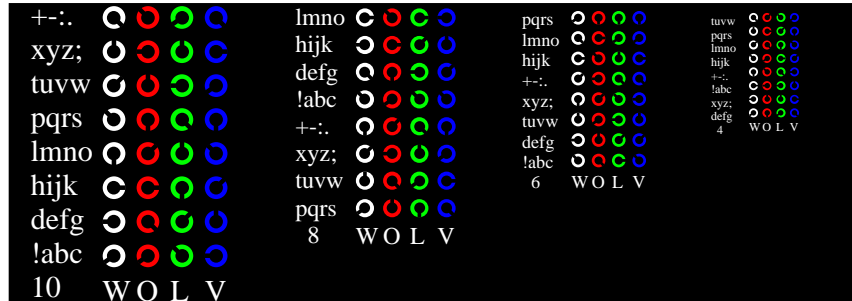 +-:.
xyz;
tuvw
pqrs
lmno
hijk
defg
!abc
10 W O L V
lmno
hijk
defg
!abc
+-:.
xyz;
tuvw
pqrs
8 W O L V
pqrs
lmno
hijk
+-:.
xyz;
tuvw
defg
!abc
6 W O L V
tuvw
pqrs
lmno
hijk
+-:.
!abc
xyz;
defg
4 W O L V